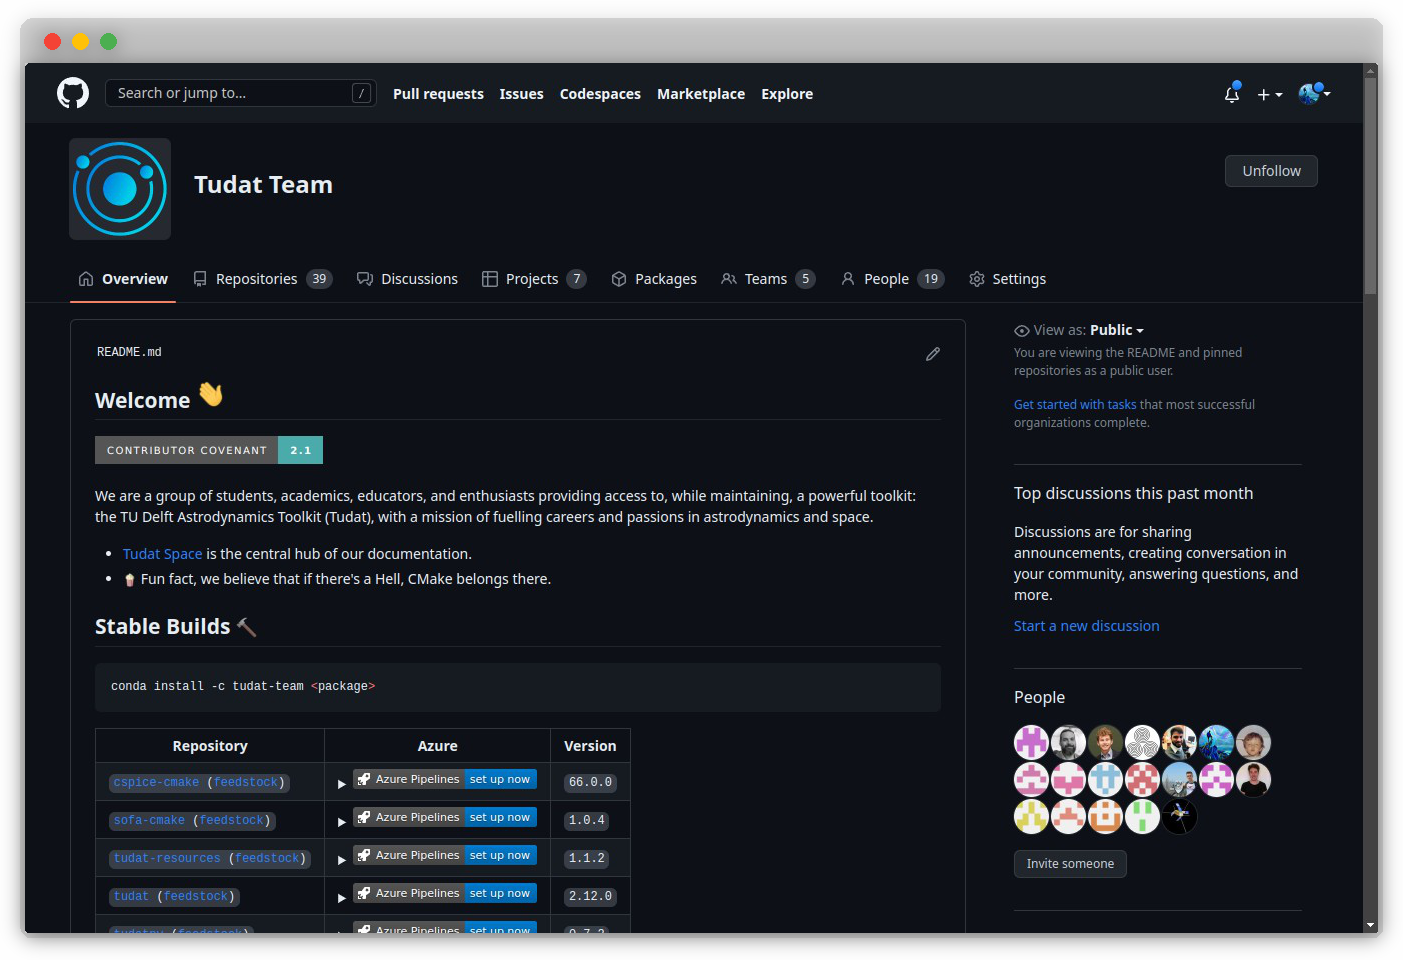 Search or jump to...
/
Pull requests
Issues
Codespaces
Marketplace
Explore
Tudat Team
Unfollow
Overview
Repositories 39
Discussions
Projects 7
Packages
Teams 5
People 19
Settings
README.md
Welcome 👋
CONTRIBUTOR COVENANT 2.1
We are a group of students, academics, educators, and enthusiasts providing access to, while maintaining, a powerful toolkit:
the TU Delft Astrodynamics Toolkit (Tudat), with a mission of fuelling careers and passions in astrodynamics and space.
• Tudat Space is the central hub of our documentation.
• 🍿 Fun fact, we believe that if there's a Hell, CMake belongs there.
Stable Builds 🔨
conda install -c tudat-team <package>
Repository Azure Version
cspice-cmake (feedstock) ▶ Azure Pipelines set up now 66.0.0
sofa-cmake (feedstock) ▶ Azure Pipelines set up now 1.0.4
tudat-resources (feedstock) ▶ Azure Pipelines set up now 1.1.2
tudat (feedstock) ▶ Azure Pipelines set up now 2.12.0
Azure Pipelines set up now
View as: Public
You are viewing the README and pinned
repositories as a public user.
Get started with tasks that most successful
organizations complete.
Top discussions this past month
Discussions are for sharing
announcements, creating conversation in
your community, answering questions, and
more.
Start a new discussion
People
Invite someone